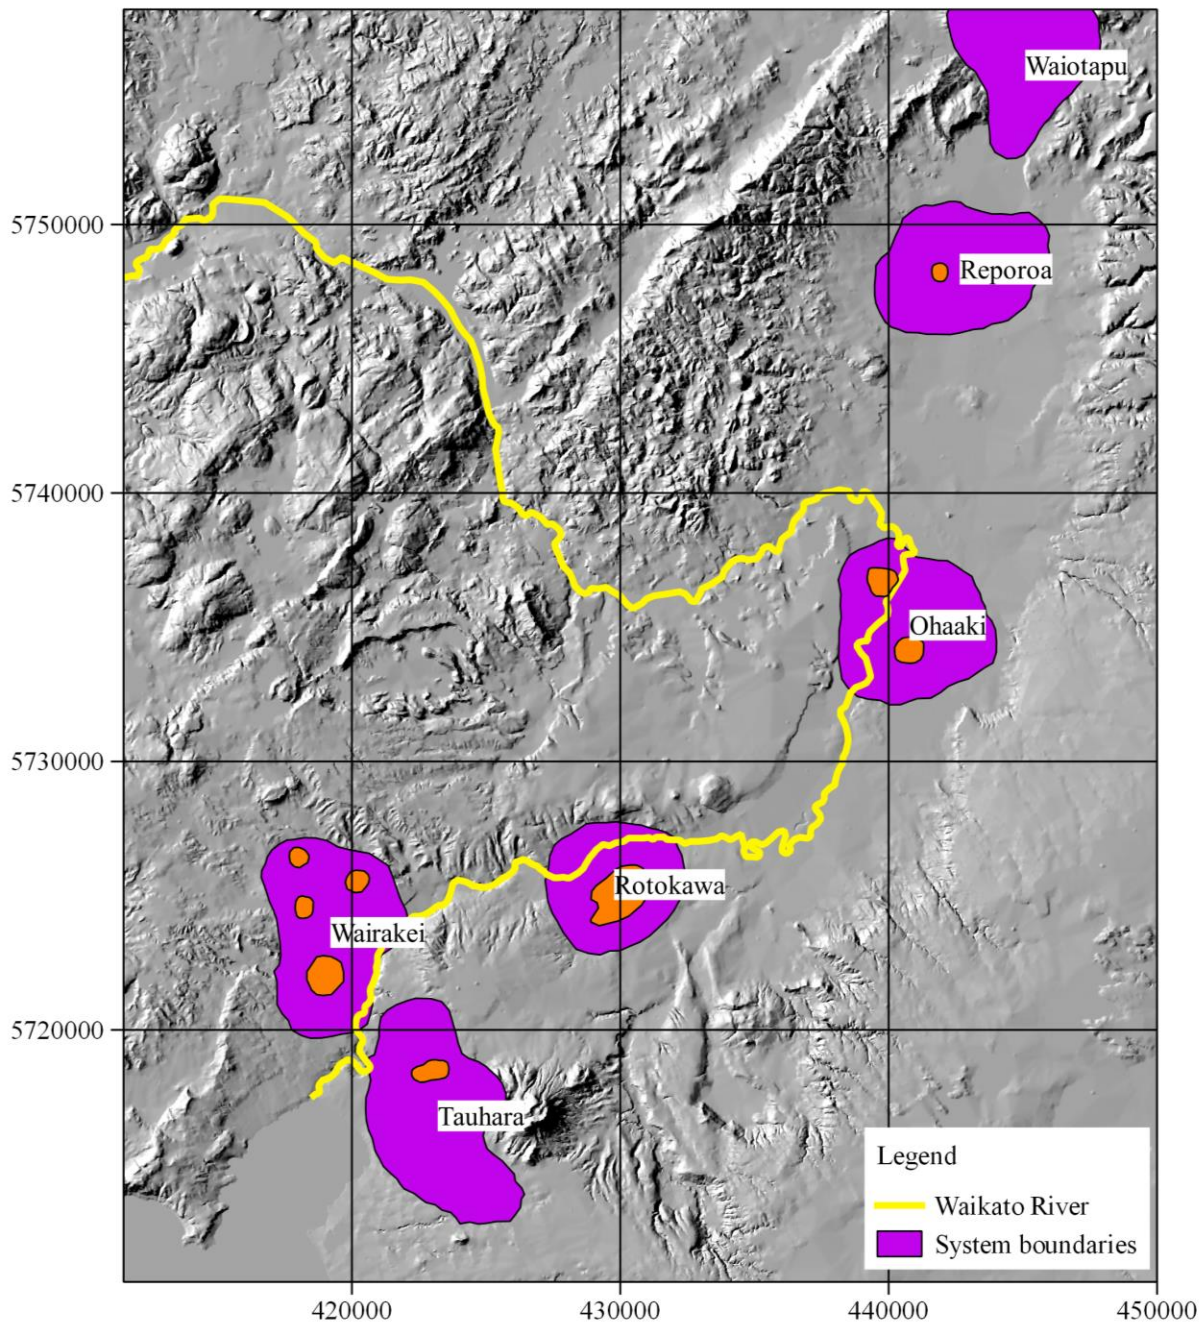 Waiotapu
5750000
Reporoa
5740000
Ohaaki
5730000
Rotokawa
Wairakei
5720000
Tauhara
Legend
Waikato River
System boundaries
420000
430000
440000
450000